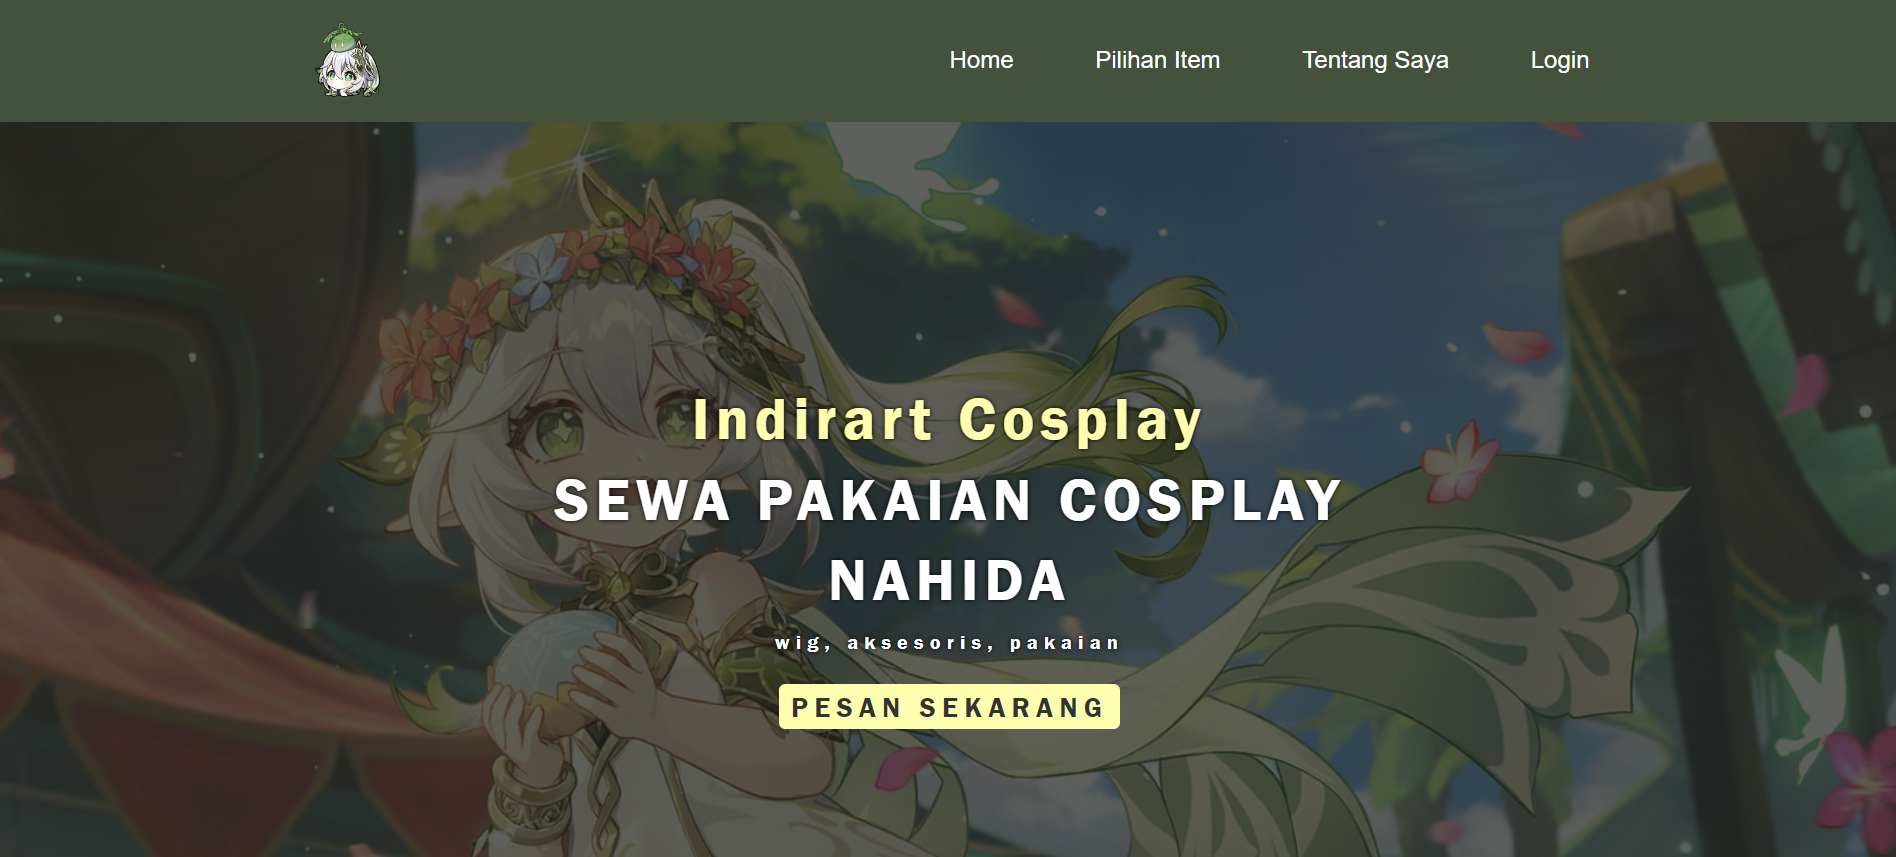 Home Pilihan Item Tentang Saya Login
Indirart Cosplay
SEWA PAKAIAN COSPLAY
NAHIDA
wig, aksesoris, pakaian
PESAN SEKARANG